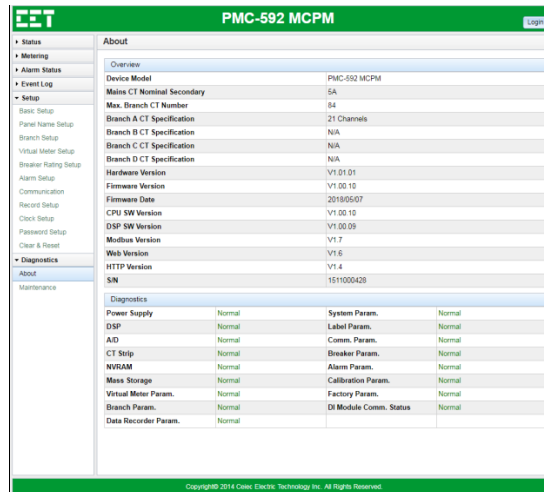 CET
PMC-592 MCPM
Login
Status
Metering
Alarm Status
Event Log
Setup
Basic Setup
Panel Name Setup
Branch Setup
Virtual Meter Setup
Breaker Rating Setup
Alarm Setup
Communication
Record Setup
Clock Setup
Password Setup
Clear & Reset
Diagnostics
About
Maintenance
About
Overview
Device Model PMC-592 MCPM
Mains CT Nominal Secondary 5A
Max. Branch CT Number 84
Branch A CT Specification 21 Channels
Branch B CT Specification N/A
Branch C CT Specification N/A
Branch D CT Specification N/A
Hardware Version V1.01.01
Firmware Version V1.00.10
Firmware Date 2018/05/07
CPU SW Version V1.00.10
DSP SW Version V1.00.09
Modbus Version V1.7
Web Version V1.6
HTTP Version V1.4
S/N 1511000428
Diagnostics
Power Supply Normal System Param. Normal
DSP Normal Label Param. Normal
A/D Normal Comm. Param. Normal
CT Strip Normal Breaker Param. Normal
NVRAM Normal Alarm Param. Normal
Mass Storage Normal Calibration Param. Normal
Virtual Meter Param. Normal Factory Param. Normal
Branch Param. Normal DI Module Comm. Status Normal
Data Recorder Param. Normal
Copyright© 2014 Ceiec Electric Technology Inc. All Rights Reserved.